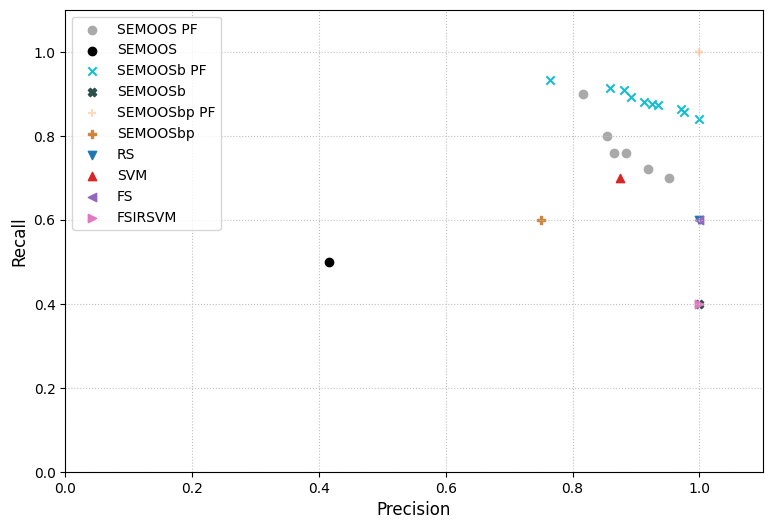 SEMOOS PF
SEMOOS
SEMOOSb PF
SEMOOSb
SEMOOSbp PF
SEMOOSbp
RS
SVM
FS
FSIRSVM
Recall
1.0
0.8
0.6
0.4
0.2
0.0
0.0 0.2 0.4 0.6 0.8 1.0
Precision